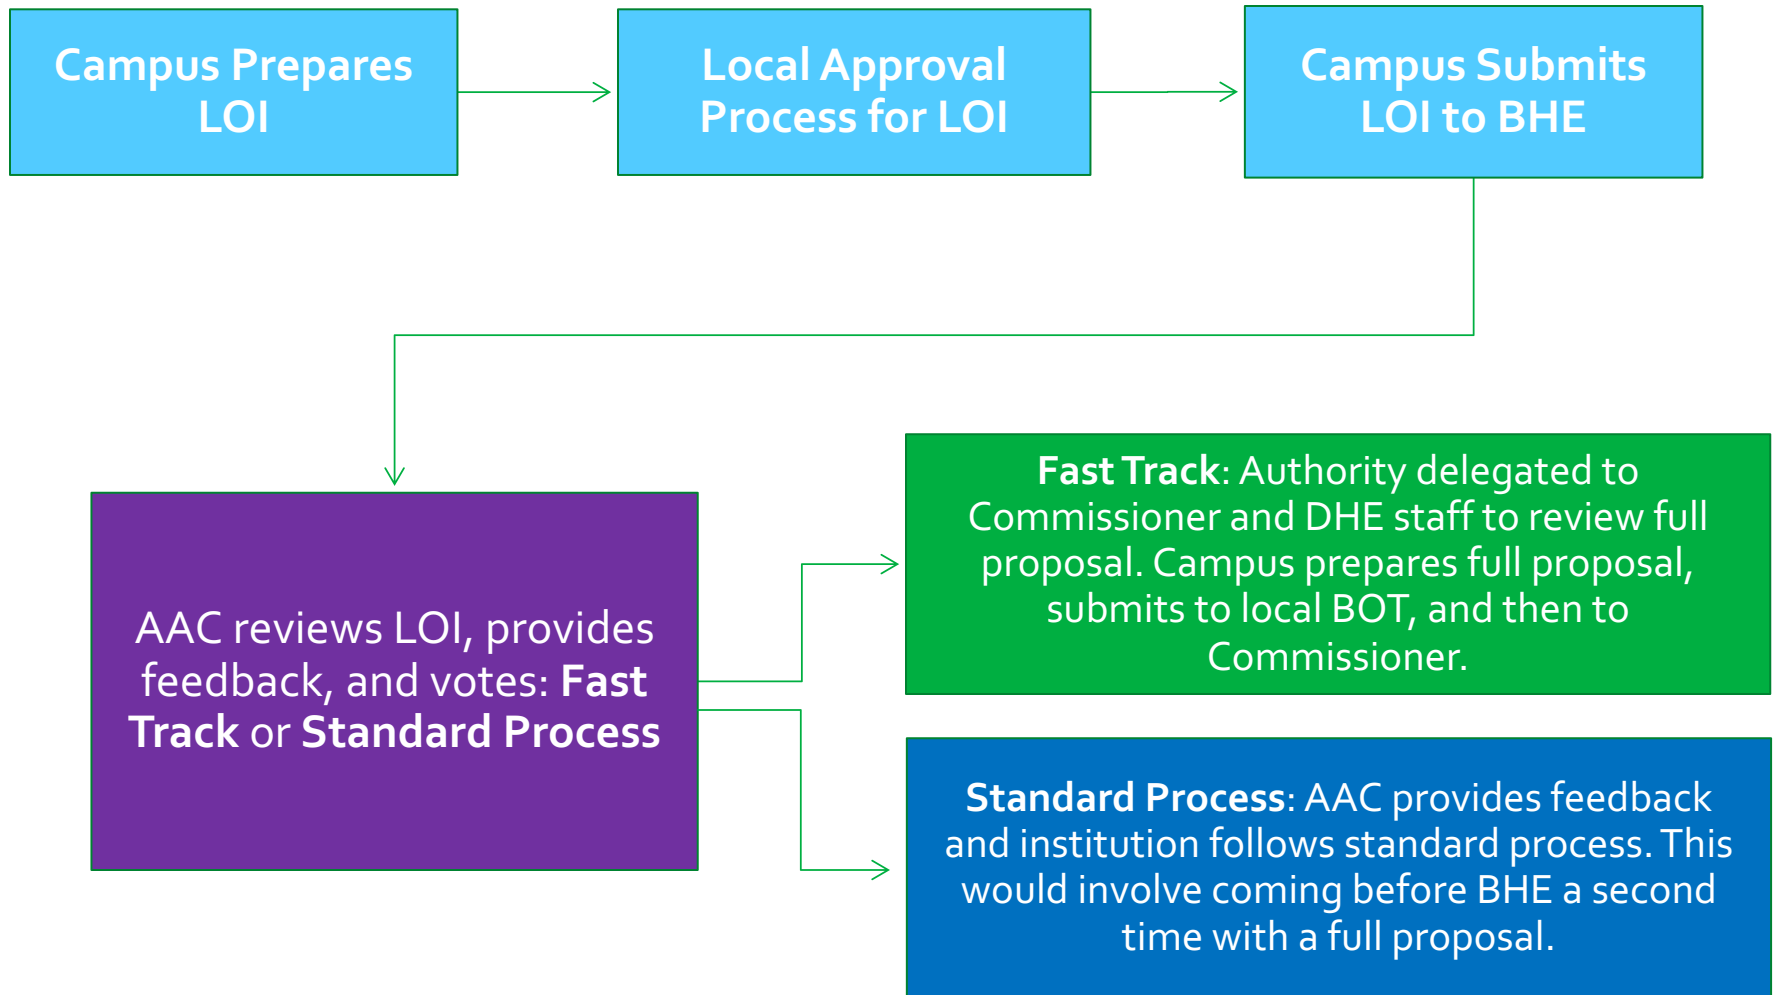 Campus Prepares
LOI
Local Approval
Process for LOI
Campus Submits
LOI to BHE
AAC reviews LOI, provides
feedback, and votes: Fast
Track or Standard Process
Fast Track: Authority delegated to
Commissioner and DHE staff to review full
proposal. Campus prepares full proposal,
submits to local BOT, and then to
Commissioner.
Standard Process: AAC provides feedback
and institution follows standard process. This
would involve coming before BHE a second
time with a full proposal.